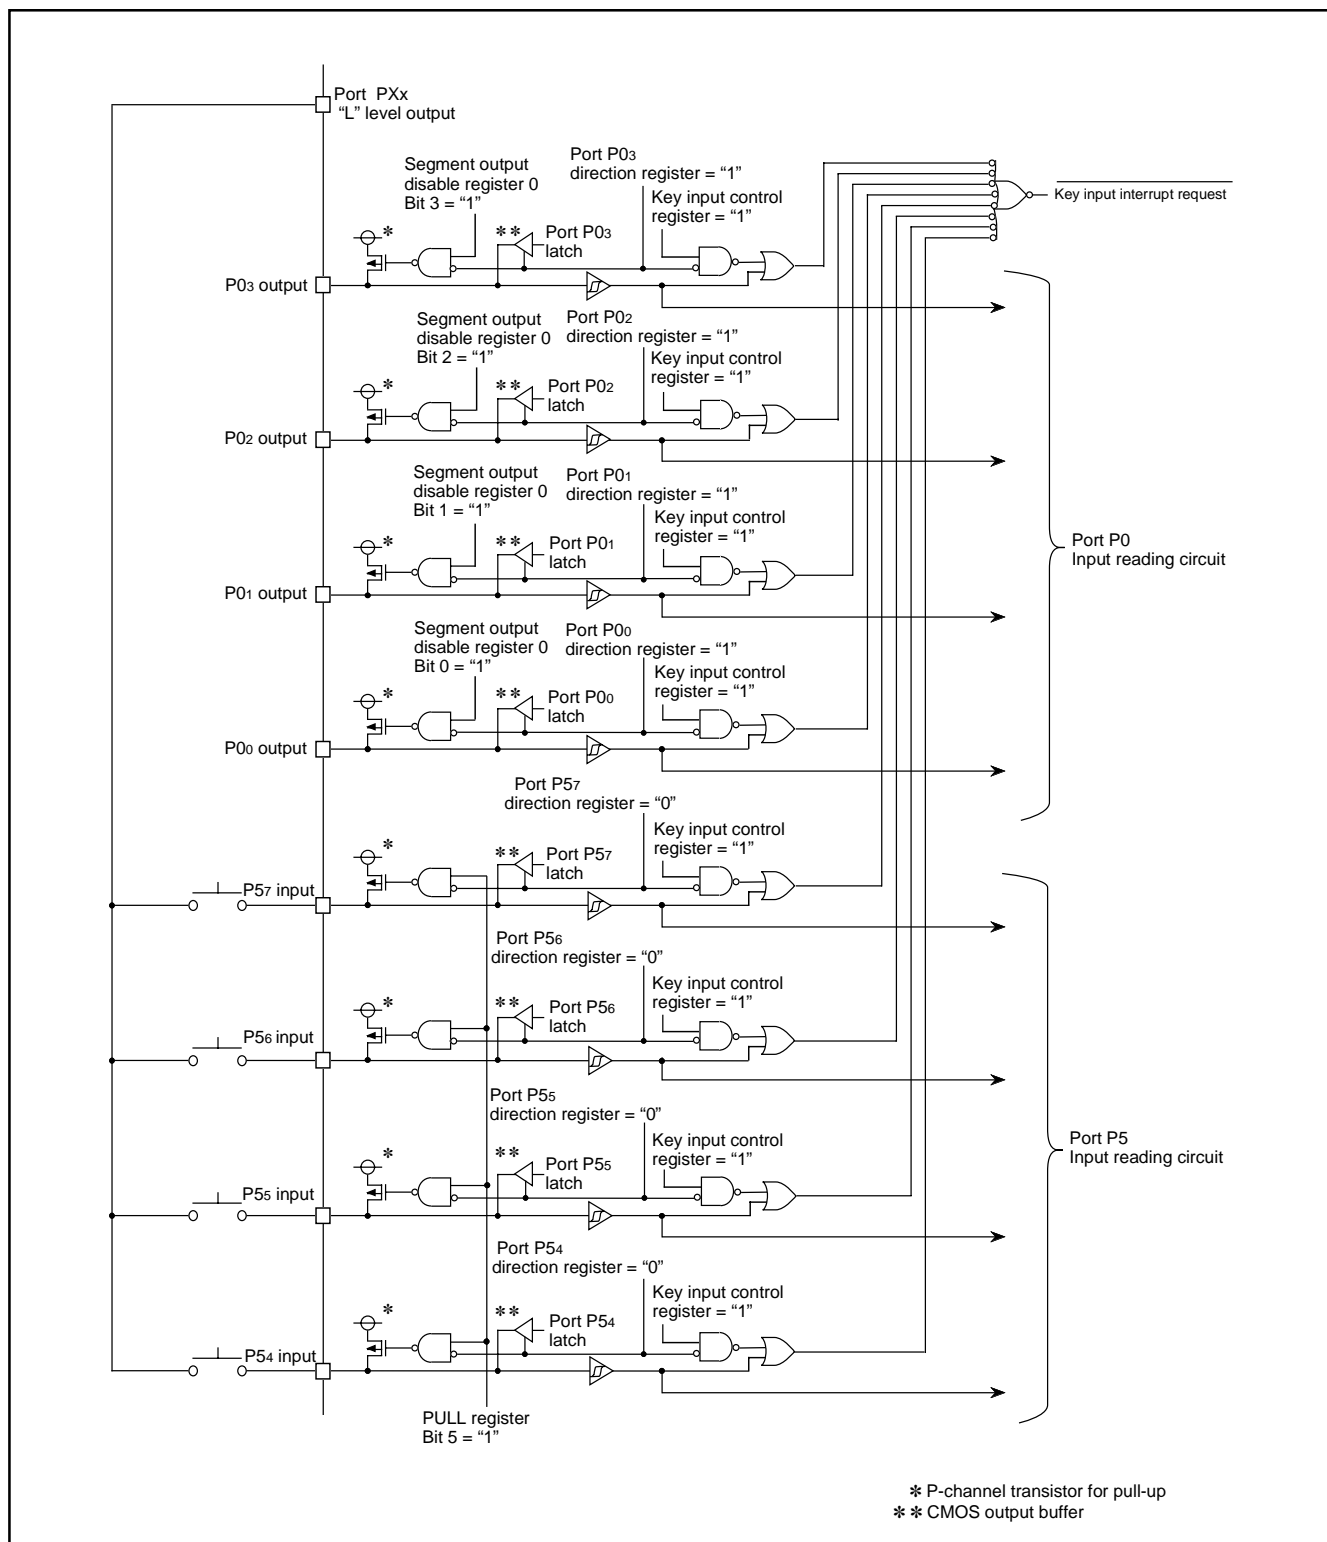 Port PXx
“L” level output
Port P03
direction register = “1”
Segment output
disable register 0
Bit 3 = “1”
Key input control
register = “1”
Key input interrupt request
*
**
Port P03
latch
P03 output
Port P02
direction register = “1”
Segment output
disable register 0
Bit 2 = “1”
Key input control
register = “1”
*
**
Port P02
latch
P02 output
Port P01
direction register = “1”
Segment output
disable register 0
Bit 1 = “1”
Key input control
register = “1”
*
**
Port P01
latch
P01 output
Port P0
Input reading circuit
Port P00
direction register = “1”
Segment output
disable register 0
Bit 0 = “1”
Key input control
register = “1”
*
**
Port P00
latch
P00 output
Port P57
direction register = “0”
Key input control
register = “1”
*
**
Port P57
latch
P57 input
Port P56
direction register = “0”
Key input control
register = “1”
*
**
Port P56
latch
P56 input
Port P55
direction register = “0”
Key input control
register = “1”
*
**
Port P55
latch
P55 input
Port P5
Input reading circuit
Port P54
direction register = “0”
Key input control
register = “1”
*
**
Port P54
latch
P54 input
PULL register
Bit 5 = “1”
* P-channel transistor for pull-up
** CMOS output buffer